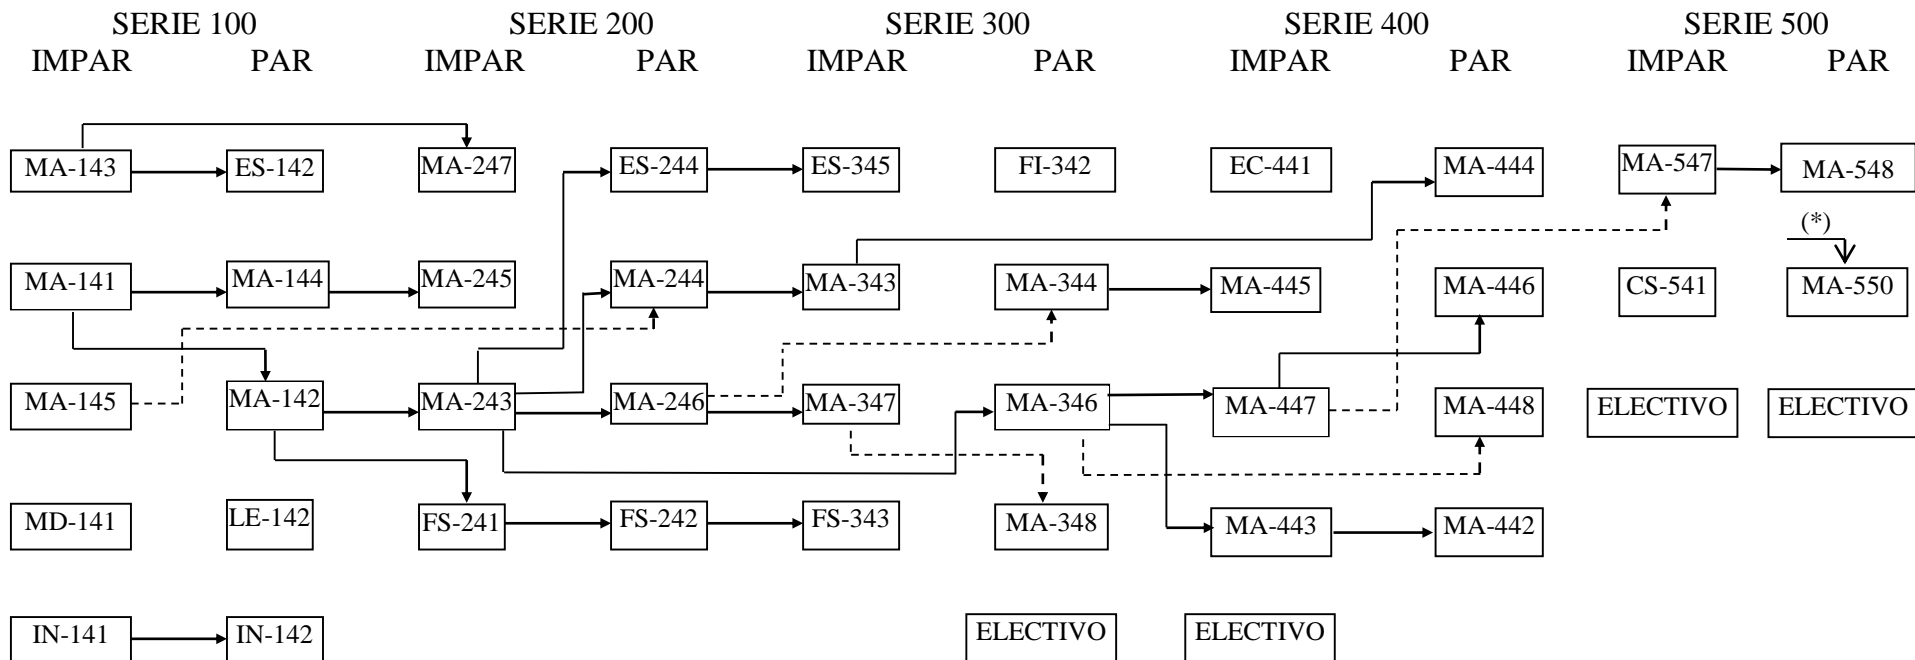 SERIE 100 SERIE 200 SERIE 300 SERIE 400 SERIE 500
IMPAR PAR IMPAR PAR IMPAR PAR IMPAR PAR IMPAR PAR
MA-143 ES-142 MA-247 ES-244 ES-345 FI-342 EC-441 MA-444 MA-547 MA-548
(*)
MA-141 MA-144 MA-245 MA-244 MA-343 MA-344 MA-445 MA-446 CS-541 MA-550
MA-145 MA-142 MA-243 MA-246 MA-347 MA-346 MA-447 MA-448 ELECTIVO ELECTIVO
MD-141 LE-142 FS-241 FS-242 FS-343 MA-348 MA-443 MA-442
IN-141 IN-142 ELECTIVO ELECTIVO